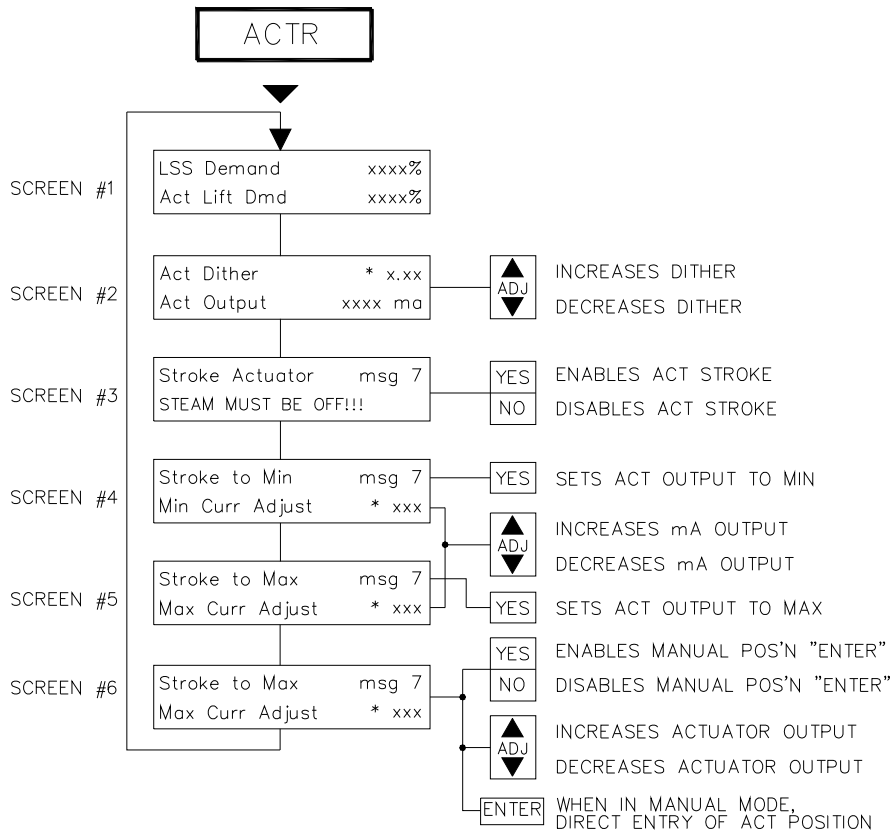 ACTR
SCREEN #1
LSS Demand xxxx%
Act Lift Dmd xxxx%
SCREEN #2
Act Dither * x.xx
Act Output xxxx ma
ADJ
INCREASES DITHER
DECREASES DITHER
SCREEN #3
Stroke Actuator msg 7
STEAM MUST BE OFF!!!
YES ENABLES ACT STROKE
NO DISABLES ACT STROKE
SCREEN #4
Stroke to Min msg 7
Min Curr Adjust * xxx
YES SETS ACT OUTPUT TO MIN
ADJ
INCREASES mA OUTPUT
DECREASES mA OUTPUT
SCREEN #5
Stroke to Max msg 7
Max Curr Adjust * xxx
YES SETS ACT OUTPUT TO MAX
SCREEN #6
Stroke to Max msg 7
Max Curr Adjust * xxx
YES ENABLES MANUAL POS'N "ENTER"
NO DISABLES MANUAL POS'N "ENTER"
ADJ
INCREASES ACTUATOR OUTPUT
DECREASES ACTUATOR OUTPUT
ENTER WHEN IN MANUAL MODE,
DIRECT ENTRY OF ACT POSITION